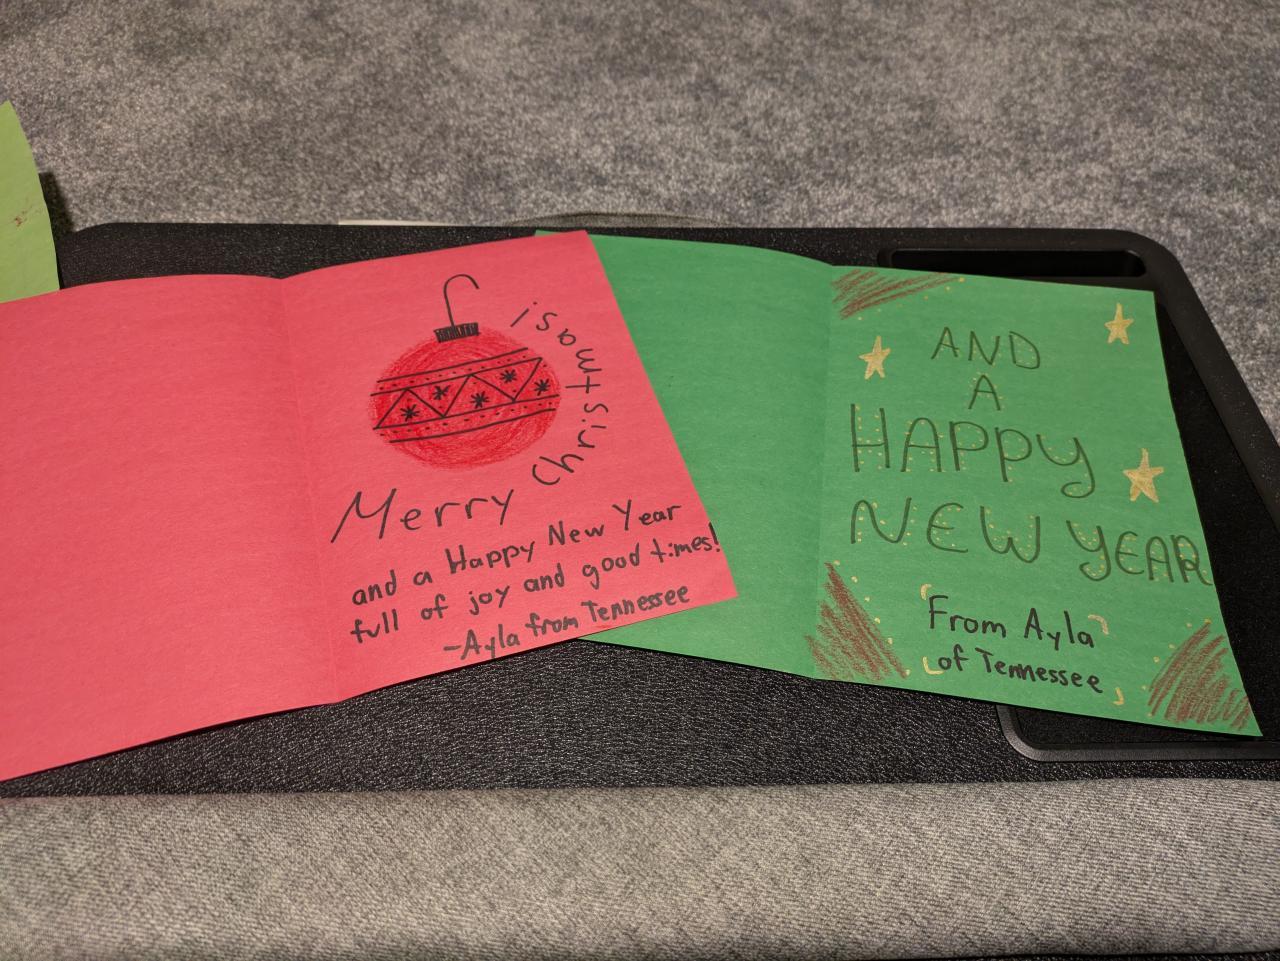 Merry Christmas!
and a Happy New Year
full of joy and good times!
-Ayla from Tennessee
AND
A
HAPPY
NEW YEAR
From Ayla
of Tennessee